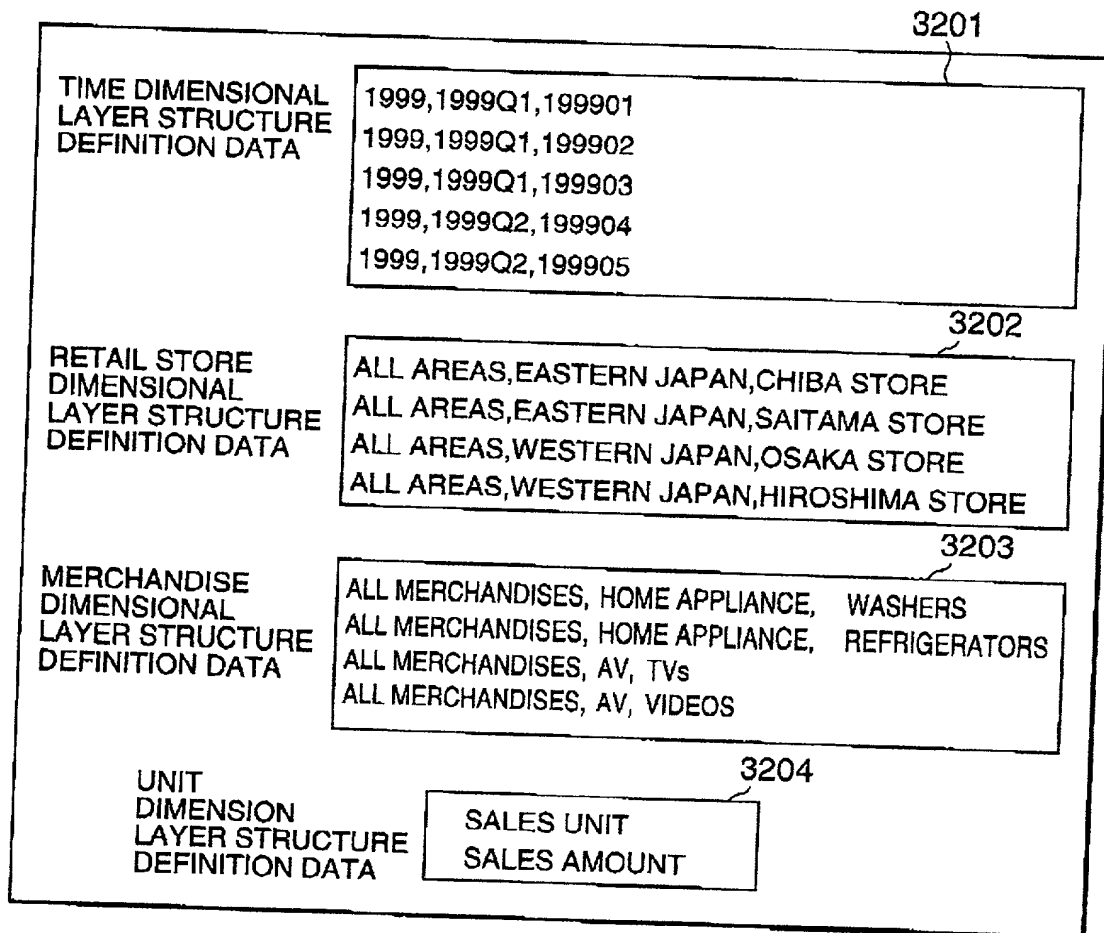 3201
TIME DIMENSIONAL
LAYER STRUCTURE
DEFINITION DATA
1999,1999Q1,199901
1999,1999Q1,199902
1999,1999Q1,199903
1999,1999Q2,199904
1999,1999Q2,199905
3202
RETAIL STORE
DIMENSIONAL
LAYER STRUCTURE
DEFINITION DATA
ALL AREAS,EASTERN JAPAN,CHIBA STORE
ALL AREAS,EASTERN JAPAN,SAITAMA STORE
ALL AREAS,WESTERN JAPAN,OSAKA STORE
ALL AREAS,WESTERN JAPAN,HIROSHIMA STORE
3203
MERCHANDISE
DIMENSIONAL
LAYER STRUCTURE
DEFINITION DATA
ALL MERCHANDISES, HOME APPLIANCE, WASHERS
ALL MERCHANDISES, HOME APPLIANCE, REFRIGERATORS
ALL MERCHANDISES, AV, TVs
ALL MERCHANDISES, AV, VIDEOS
3204
UNIT
DIMENSION
LAYER STRUCTURE
DEFINITION DATA
SALES UNIT
SALES AMOUNT